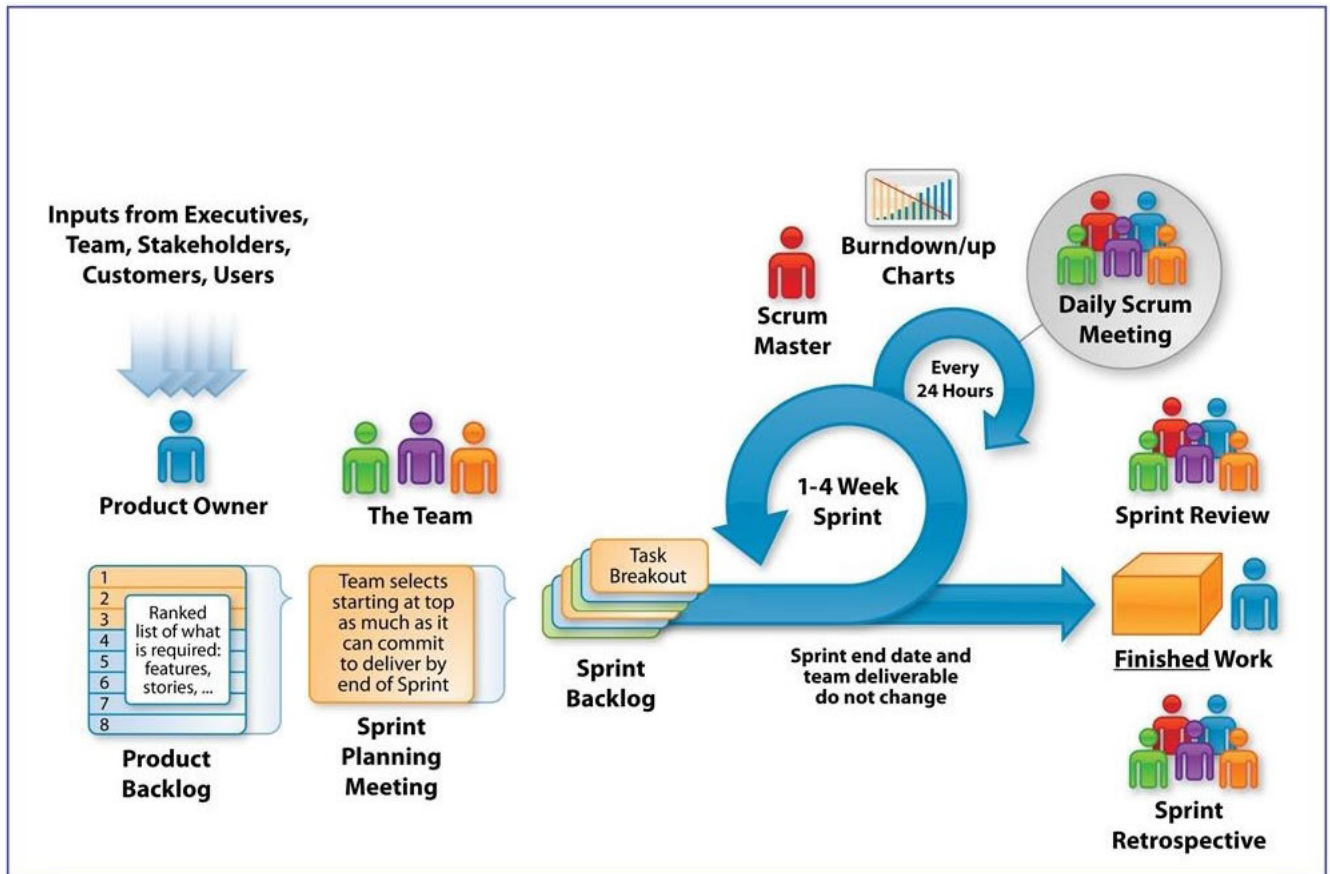 Inputs from Executives,
Team, Stakeholders,
Customers, Users
Product Owner
The Team
1
2
3
4
5
6
7
8
Ranked
list of what
is required:
features,
stories, ...
Product
Backlog
Team selects
starting at top
as much as it
can commit
to deliver by
end of Sprint
Sprint
Planning
Meeting
Task
Breakout
Sprint
Backlog
Scrum
Master
Burndown/up
Charts
Every
24 Hours
Daily Scrum
Meeting
1-4 Week
Sprint
Sprint end date and
team deliverable
do not change
Sprint Review
Finished Work
Sprint
Retrospective